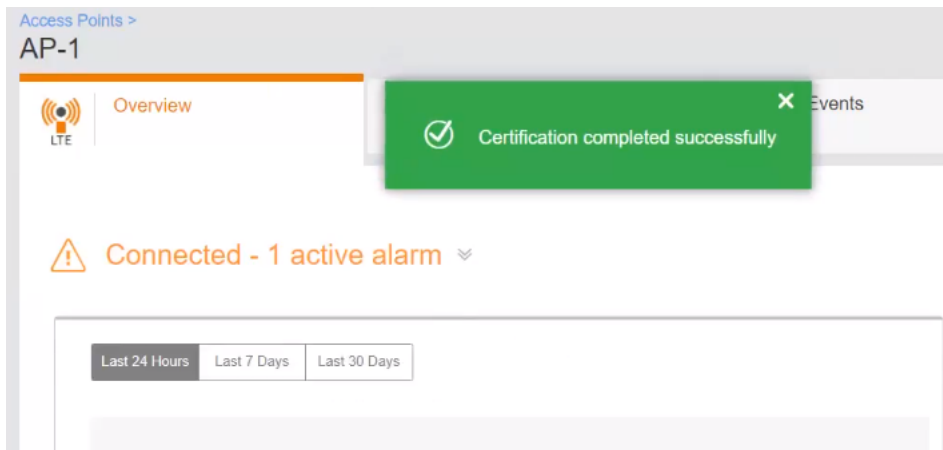 Access Points >
AP-1
LTE
Overview
Events
Certification completed successfully
Connected - 1 active alarm
Last 24 Hours
Last 7 Days
Last 30 Days